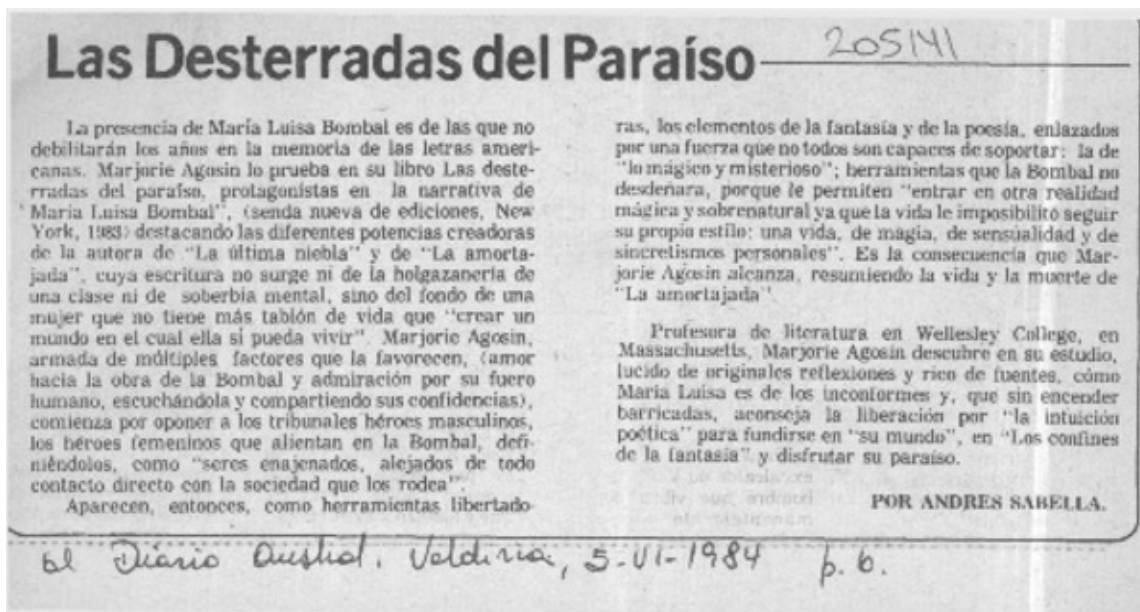 Las Desterradas del Paraíso
205141
La presencia de María Luisa Bombal es de las que no
debilitarán los años en la memoria de las letras ameri-
canas. Marjorie Agosin lo prueba en su libro Las deste-
rradas del paraíso, protagonistas en la narrativa de
María Luisa Bombal", (senda nueva de ediciones, New
York, 1983) destacando las diferentes potencias creadoras
de la autora de "La última niebla" y de "La amorta-
jada", cuya escritura no surge ni de la holgazanería de
una clase ni de soberbia mental, sino del fondo de una
mujer que no tiene más tablón de vida que "crear un
mundo en el cual ella si pueda vivir". Marjorie Agosin,
armada de múltiples factores que la favorecen, (amor
hacia la obra de la Bombal y admiración por su fuero
humano, escuchándola y compartiendo sus confidencias),
comienza por oponer a los tribunales héroes masculinos,
los héroes femeninos que alientan en la Bombal, defi-
niéndolos, como "seres enajenados, alejados de todo
contacto directo con la sociedad que los rodea"
Aparecen, entonces, como herramientas libertado-
ras, los elementos de la fantasía y de la poesía, enlazados
por una fuerza que no todos son capaces de soportar: la de
"lo mágico y misterioso"; herramientas que la Bombal no
desdeñara, porque le permiten "entrar en otra realidad
mágica y sobrenatural ya que la vida le imposibilitó seguir
su propio estilo: una vida, de magia, de sensualidad y de
sincretismos personales". Es la consecuencia que Mar-
jorie Agosin alcanza, resumiendo la vida y la muerte de
"La amortajada"
Profesora de literatura en Wellesley College, en
Massachusetts, Marjorie Agosin descubre en su estudio,
lucido de originales reflexiones y rico de fuentes, cómo
María Luisa es de los inconformes y, que sin encender
barricadas, aconseja la liberación por "la intuición
poética" para fundirse en "su mundo", en "Los confines
de la fantasía" y disfrutar su paraíso.
POR ANDRES SABELLA.
el Diario Austral, Valdivia, 5-VI-1984 p. 6.